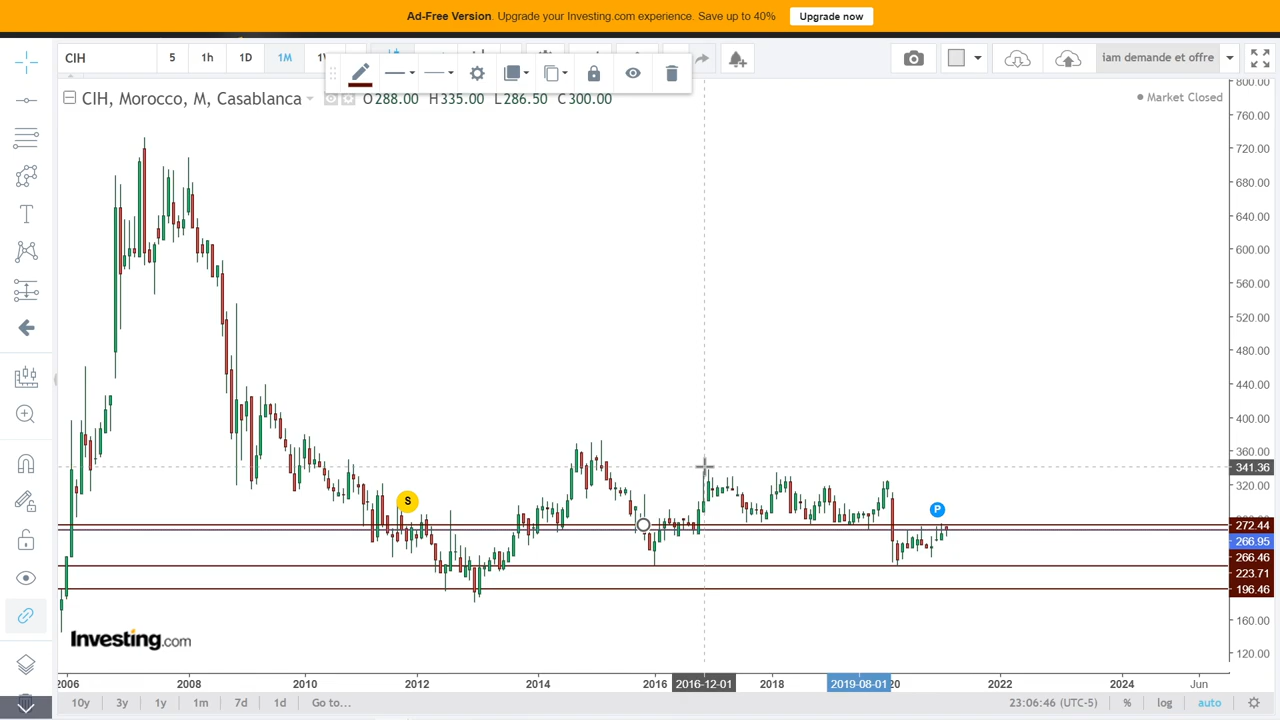 Ad-Free Version. Upgrade your Investing.com experience. Save up to 40% Upgrade now
CIH 5 1h 1D 1M iam demande et offre
CIH, Morocco, M, Casablanca O288.00 H335.00 L286.50 C300.00
Market Closed
800.00
760.00
720.00
680.00
640.00
600.00
560.00
520.00
480.00
440.00
400.00
360.00
341.36
320.00
S
P
272.44
266.95
266.46
223.71
196.46
160.00
120.00
Investing.com
2006 2008 2010 2012 2014 2016 2016-12-01 2018 2019-08-01 20 2022 2024 Jun
10y 3y 1y 1m 7d 1d Go to... 23:06:46 (UTC-5) % log auto